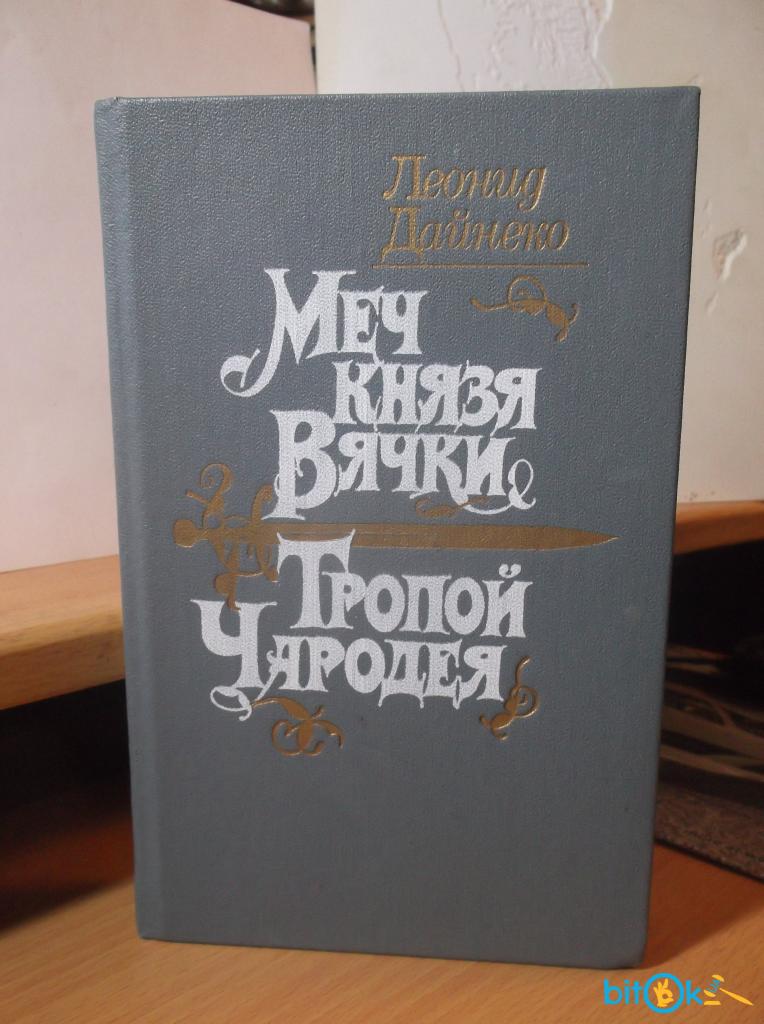 Леонид
Дайнеко
Меч
князя
Вячки
Тропой
Чародея
bitOk